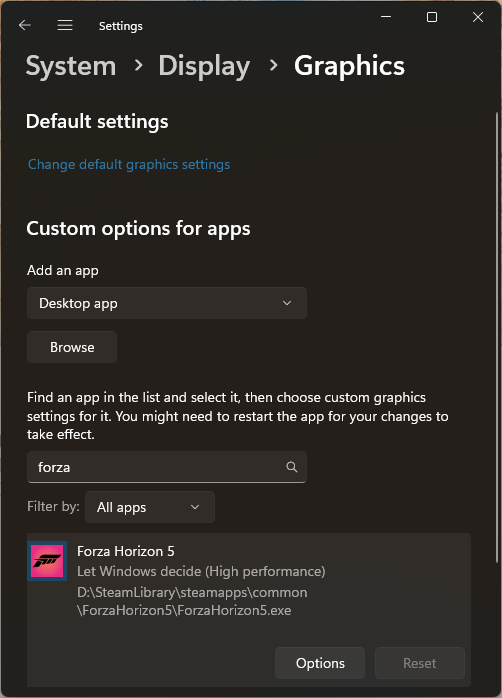 Settings
System > Display > Graphics
Default settings
Change default graphics settings
Custom options for apps
Add an app
Desktop app
Browse
Find an app in the list and select it, then choose custom graphics
settings for it. You might need to restart the app for your changes to
take effect.
forza
Filter by: All apps
Forza Horizon 5
Let Windows decide (High performance)
D:\SteamLibrary\steamapps\common
\ForzaHorizon5\ForzaHorizon5.exe
Options Reset